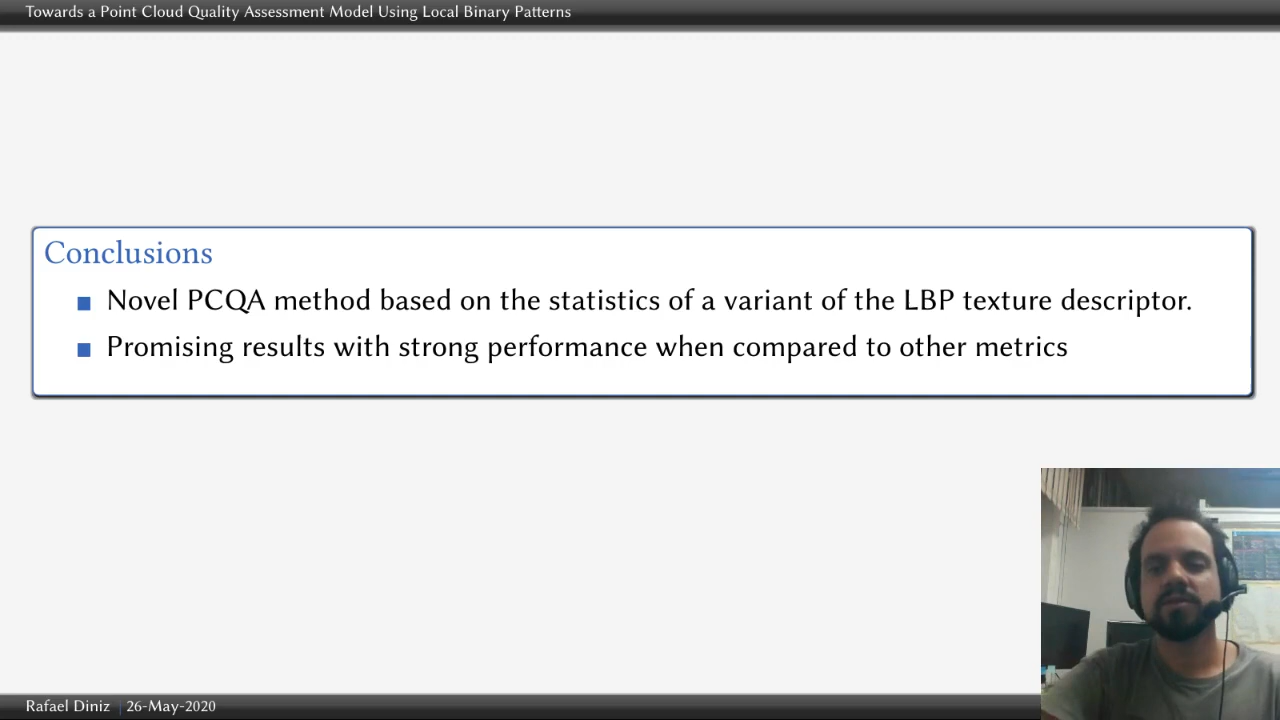 Towards a Point Cloud Quality Assessment Model Using Local Binary Patterns
Conclusions
Novel PCQA method based on the statistics of a variant of the LBP texture descriptor.
Promising results with strong performance when compared to other metrics
Rafael Diniz | 26-May-2020